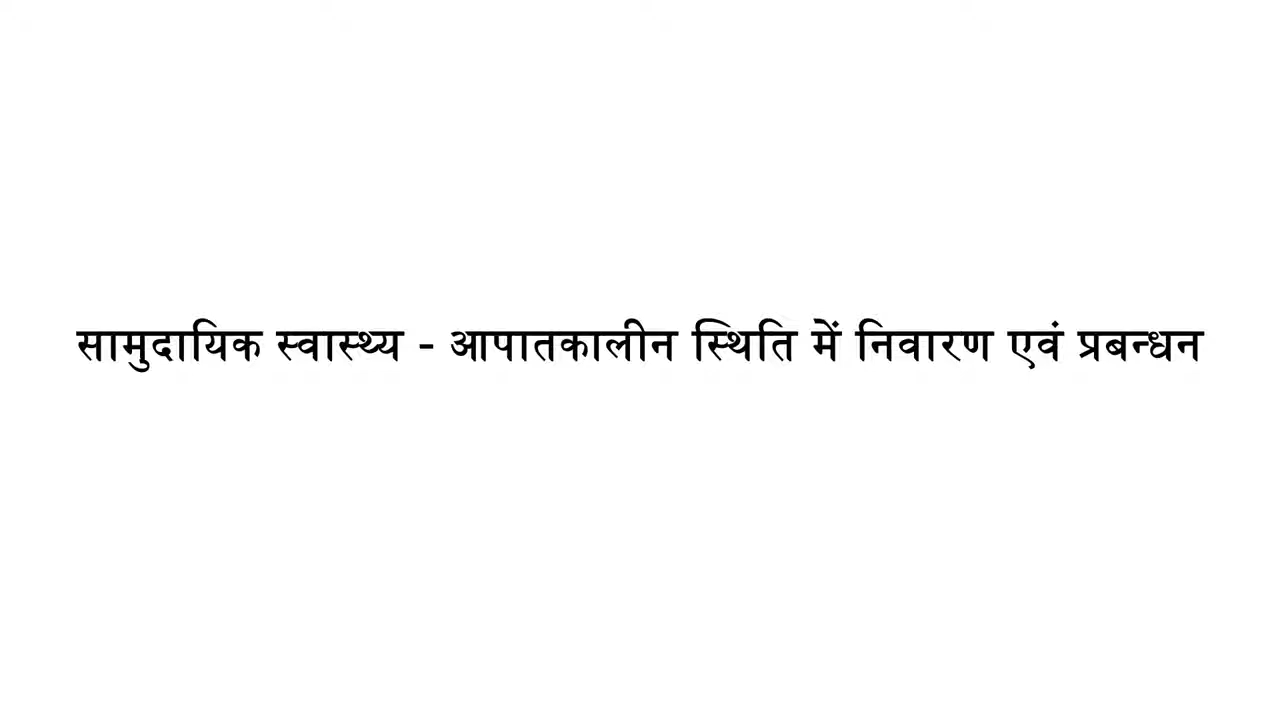 सामुदायिक स्वास्थ्य - आपातकालीन स्थिति में निवारण एवं प्रबन्धन